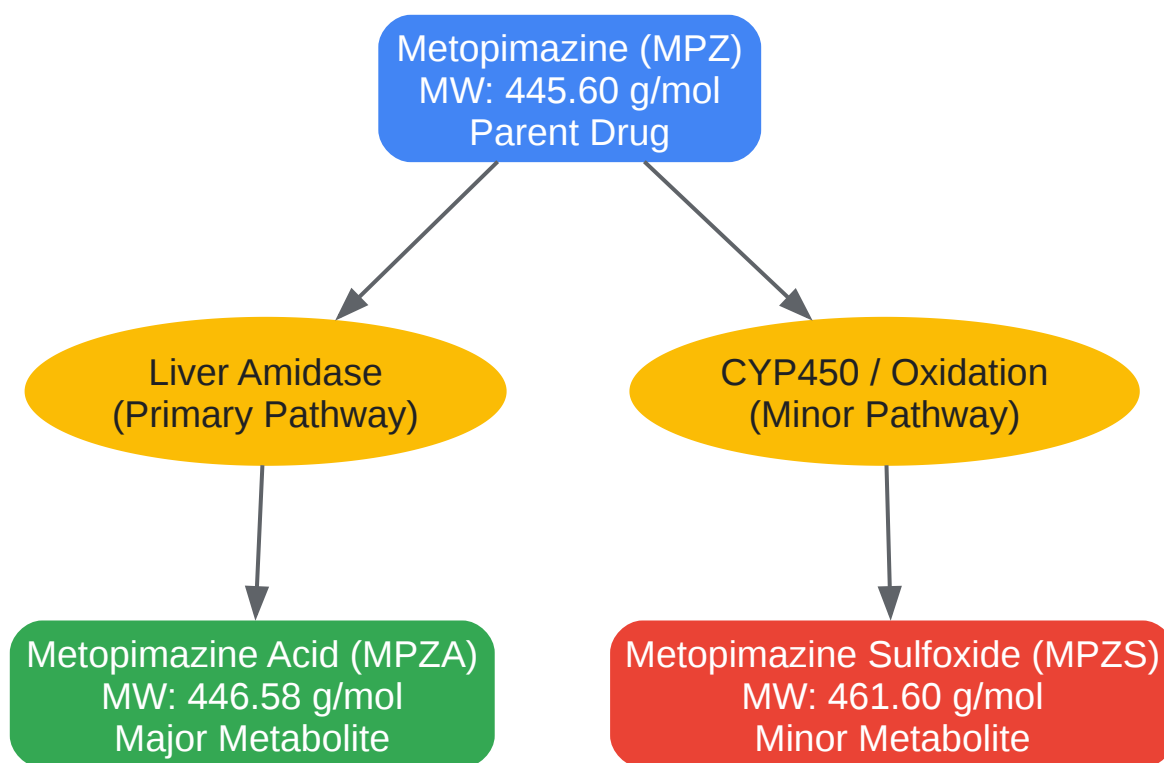 Metopimazine (MPZ)
MW: 445.60 g/mol
Parent Drug
Liver Amidase
(Primary Pathway)
CYP450 / Oxidation
(Minor Pathway)
Metopimazine Acid (MPZA)
MW: 446.58 g/mol
Major Metabolite
Metopimazine Sulfoxide (MPZS)
MW: 461.60 g/mol
Minor Metabolite